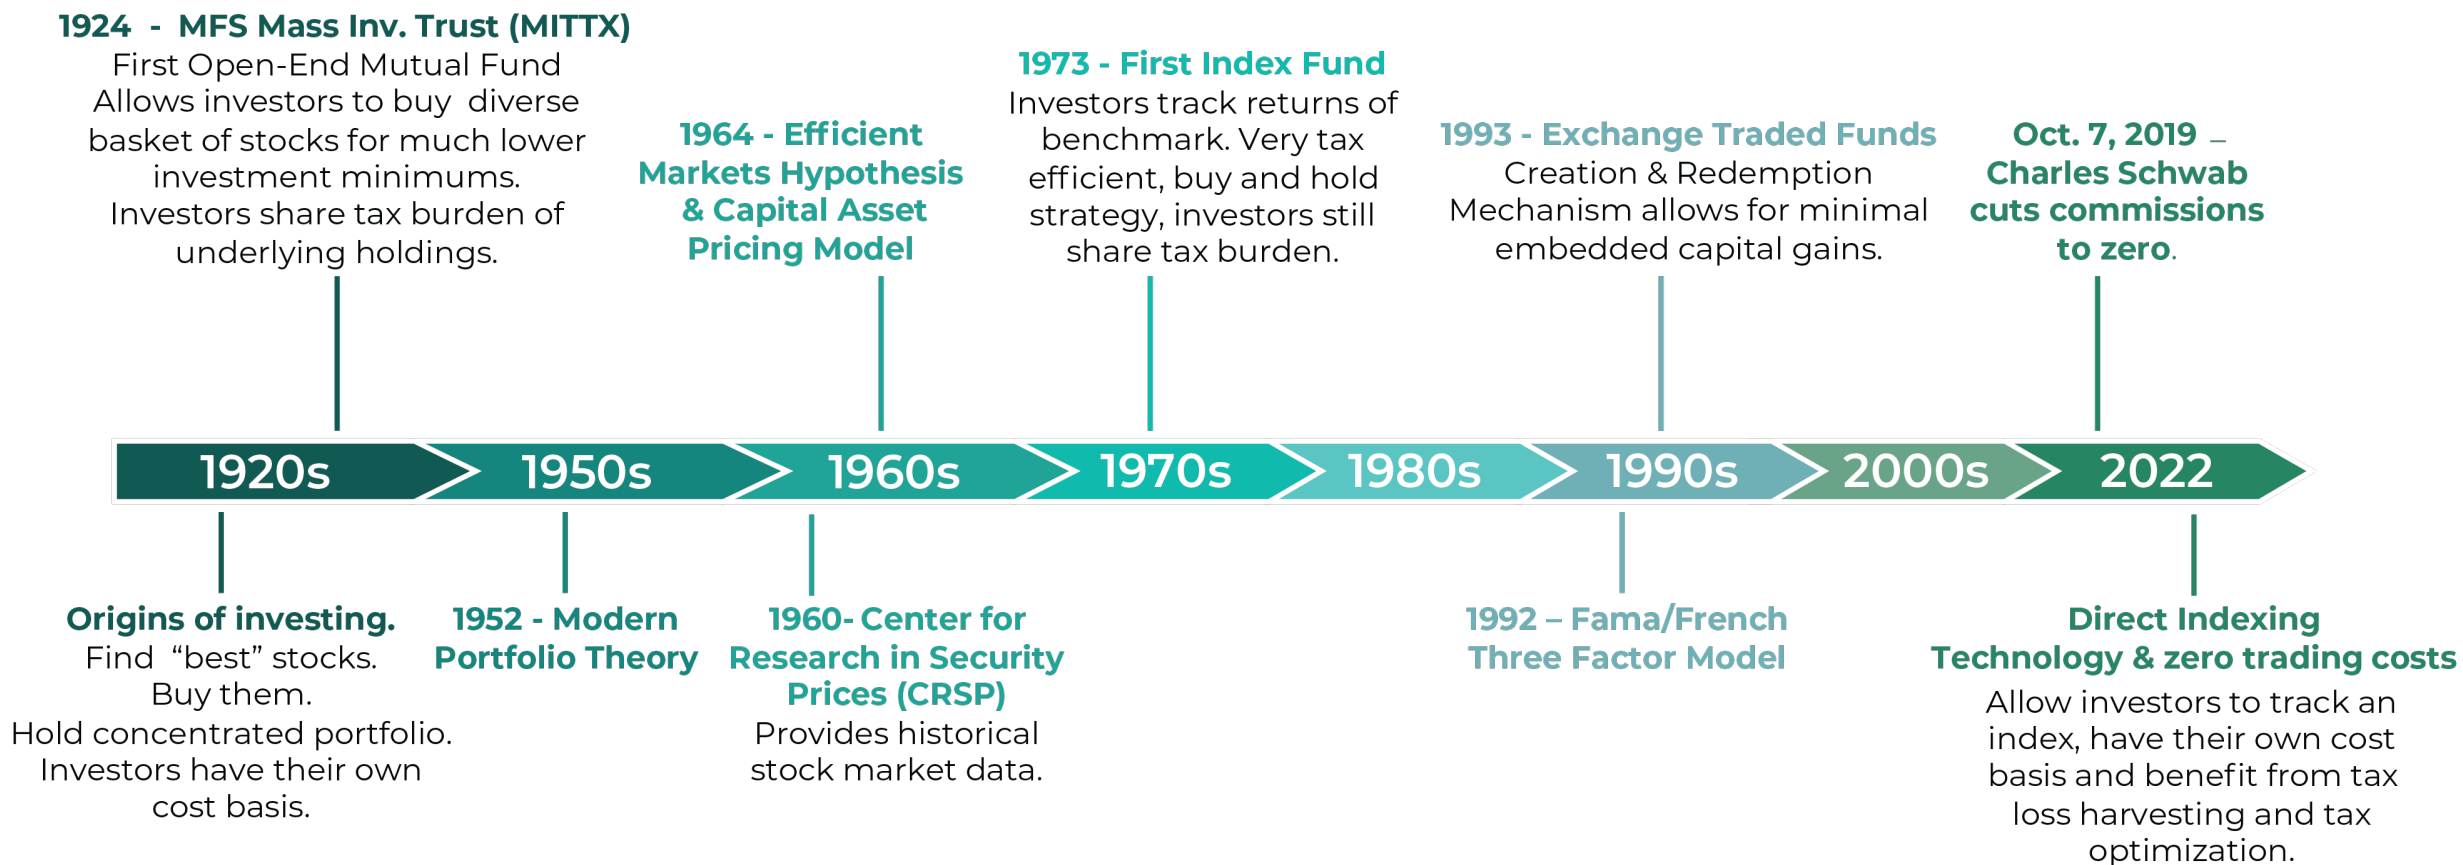 1924 - MFS Mass Inv. Trust (MITTX)
First Open-End Mutual Fund
Allows investors to buy diverse
basket of stocks for much lower
investment minimums.
Investors share tax burden of
underlying holdings.
1964 - Efficient
Markets Hypothesis
& Capital Asset
Pricing Model
1973 - First Index Fund
Investors track returns of
benchmark. Very tax
efficient, buy and hold
strategy, investors still
share tax burden.
1993 - Exchange Traded Funds
Creation & Redemption
Mechanism allows for minimal
embedded capital gains.
Oct. 7, 2019 –
Charles Schwab
cuts commissions
to zero.
1920s
1950s
1960s
1970s
1980s
1990s
2000s
2022
Origins of investing.
Find “best” stocks.
Buy them.
Hold concentrated portfolio.
Investors have their own
cost basis.
1952 - Modern
Portfolio Theory
1960- Center for
Research in Security
Prices (CRSP)
Provides historical
stock market data.
1992 – Fama/French
Three Factor Model
Direct Indexing
Technology & zero trading costs
Allow investors to track an
index, have their own cost
basis and benefit from tax
loss harvesting and tax
optimization.